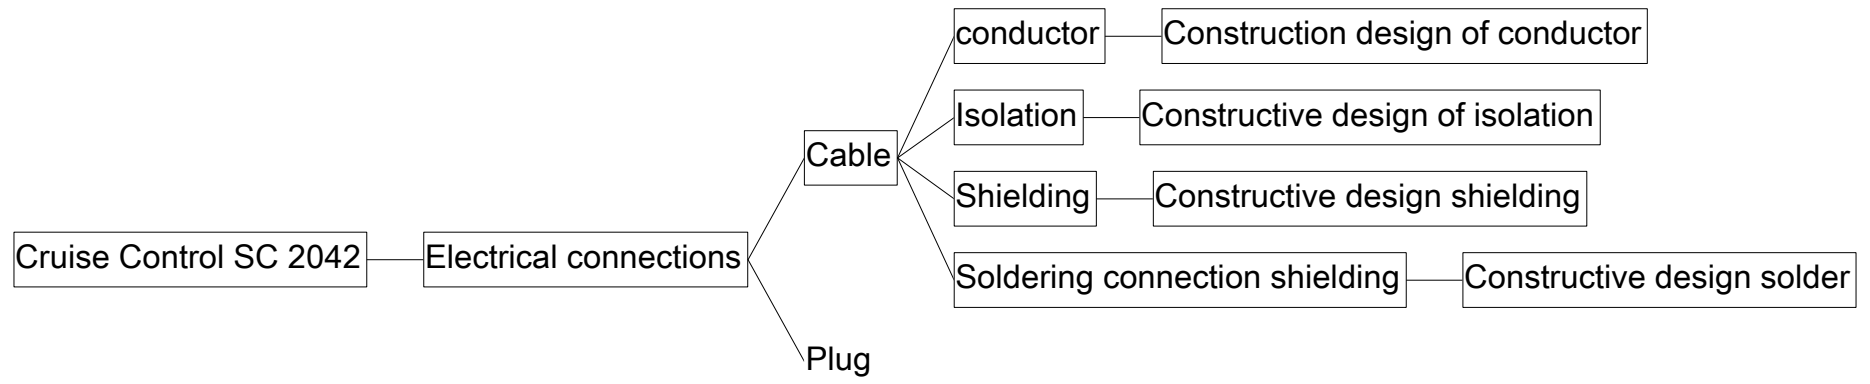 conductor
Construction design of conductor
Isolation
Constructive design of isolation
Cable
Shielding
Constructive design shielding
Cruise Control SC 2042
Electrical connections
Soldering connection shielding
Constructive design solder
Plug